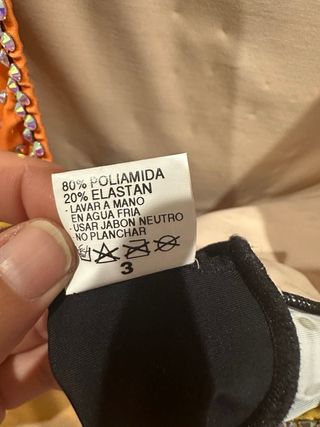 80% POLIAMIDA
20% ELASTAN
- LAVAR A MANO
EN AGUA FRIA
- USAR JABON NEUTRO
- NO PLANCHAR
3